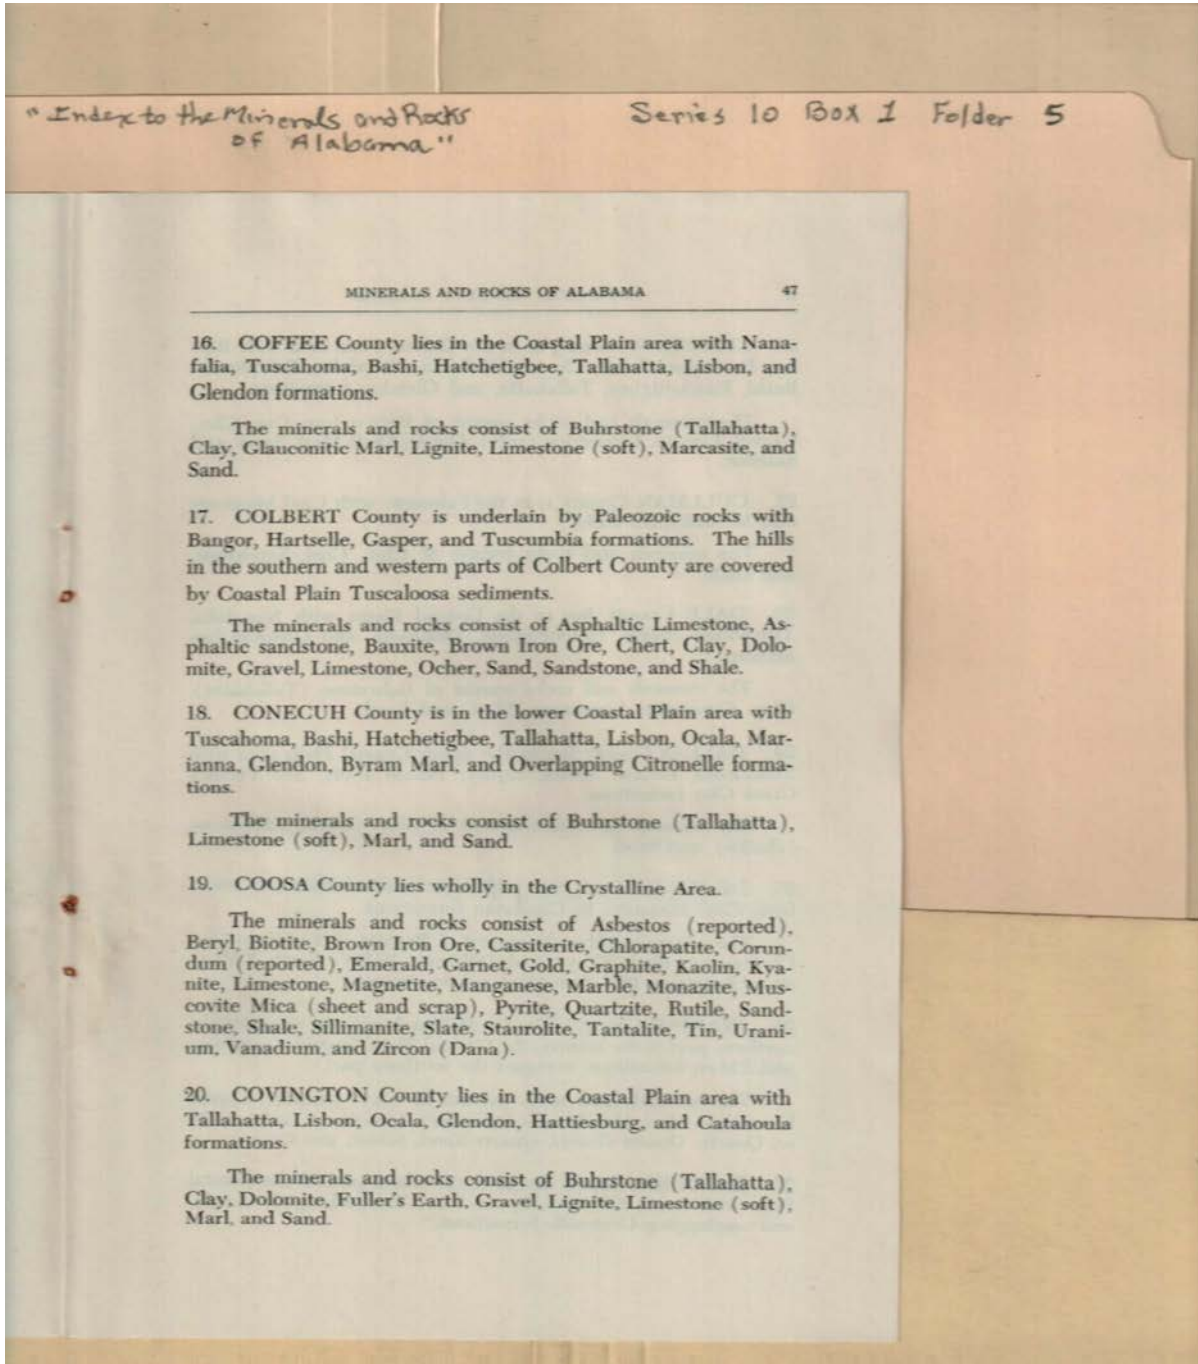 "Index to the Minerals and Rocks
of Alabama"
Series 10 Box 1 Folder 5
MINERALS AND ROCKS OF ALABAMA 47
16. COFFEE County lies in the Coastal Plain area with Nana-
falia, Tuscahoma, Bashi, Hatchetigbee, Tallahatta, Lisbon, and
Glendon formations.
The minerals and rocks consist of Buhrstone (Tallahatta),
Clay, Glauconitic Marl, Lignite, Limestone (soft), Marcasite, and
Sand.
17. COLBERT County is underlain by Paleozoic rocks with
Bangor, Hartselle, Gasper, and Tuscumbia formations. The hills
in the southern and western parts of Colbert County are covered
by Coastal Plain Tuscaloosa sediments.
The minerals and rocks consist of Asphaltic Limestone, As-
phaltic sandstone, Bauxite, Brown Iron Ore, Chert, Clay, Dolo-
mite, Gravel, Limestone, Ocher, Sand, Sandstone, and Shale.
18. CONECUH County is in the lower Coastal Plain area with
Tuscahoma, Bashi, Hatchetigbee, Tallahatta, Lisbon, Ocala, Mar-
ianna, Glendon, Byram Marl, and Overlapping Citronelle forma-
tions.
The minerals and rocks consist of Buhrstone (Tallahatta),
Limestone (soft), Marl, and Sand.
19. COOSA County lies wholly in the Crystalline Area.
The minerals and rocks consist of Asbestos (reported),
Beryl, Biotite, Brown Iron Ore, Cassiterite, Chlorapatite, Corun-
dum (reported), Emerald, Garnet, Gold, Graphite, Kaolin, Kya-
nite, Limestone, Magnetite, Manganese, Marble, Monazite, Mus-
covite Mica (sheet and scrap), Pyrite, Quartzite, Rutile, Sand-
stone, Shale, Sillimanite, Slate, Staurolite, Tantalite, Tin, Urani-
um, Vanadium, and Zircon (Dana).
20. COVINGTON County lies in the Coastal Plain area with
Tallahatta, Lisbon, Ocala, Glendon, Hattiesburg, and Catahoula
formations.
The minerals and rocks consist of Buhrstone (Tallahatta),
Clay, Dolomite, Fuller's Earth, Gravel, Lignite, Limestone (soft),
Marl, and Sand.